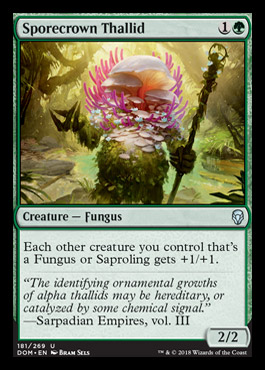 Sporecrown Thallid 1
Creature — Fungus
Each other creature you control that's
a Fungus or Saproling gets +1/+1.
"The identifying ornamental growths
of alpha thallids may be hereditary, or
catalyzed by some chemical signal."
—Sarpadian Empires, vol. III
2/2
181/269 U
DOM • EN Bram Sels
™ & © 2018 Wizards of the Coast